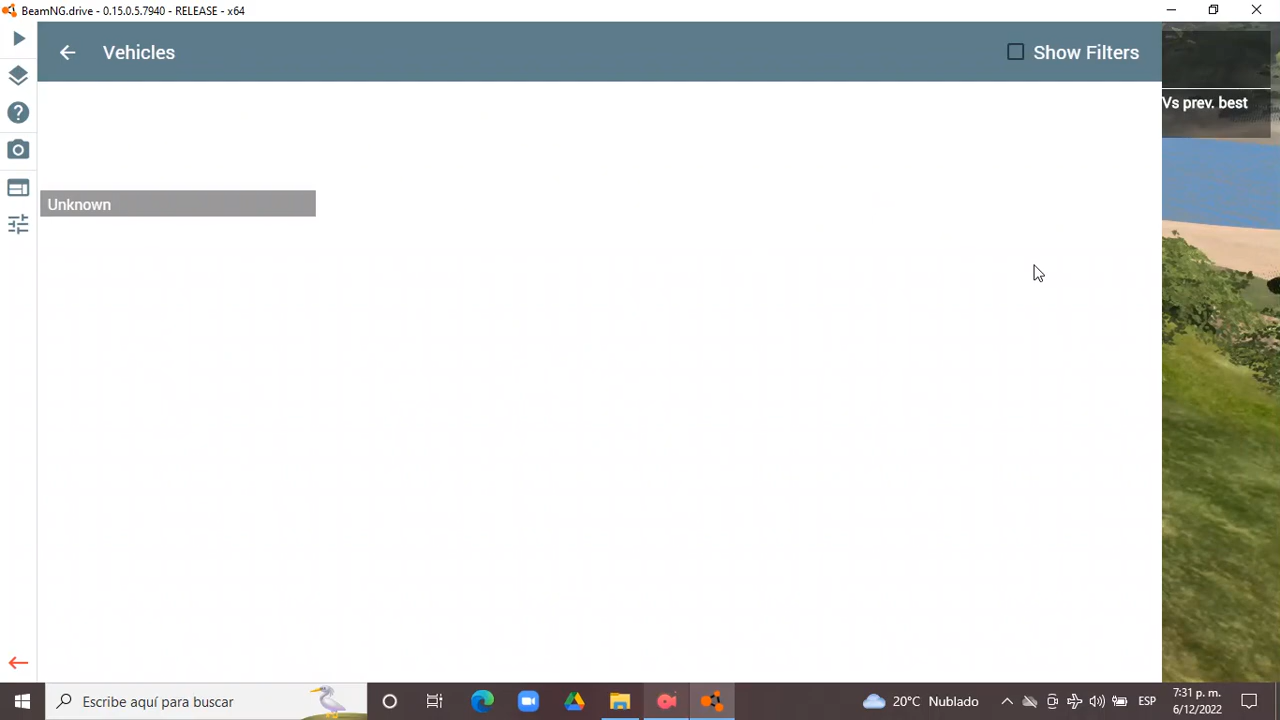 BeamNG.drive - 0.15.0.5.7940 - RELEASE - x64
Vehicles
Show Filters
Vs prev. best
Unknown
Escribe aquí para buscar
20°C Nublado
ESP
7:31 p. m.
6/12/2022